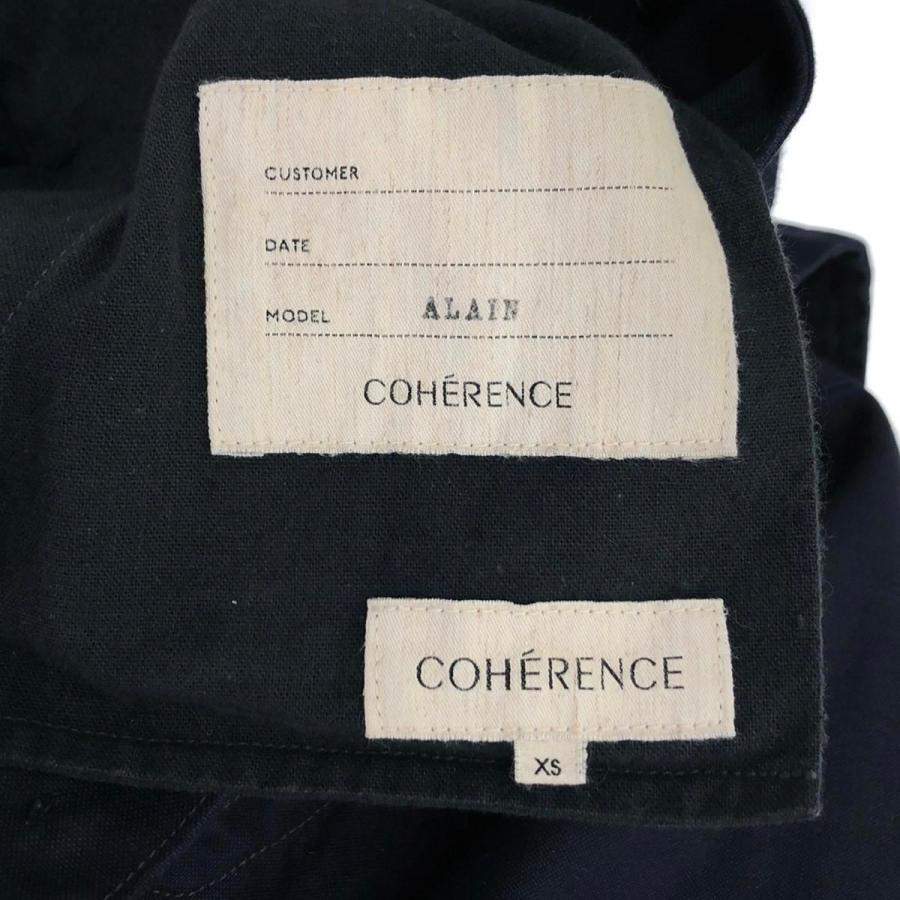 CUSTOMER
DATE
MODEL ALAIN
COHÉRENCE
COHÉRENCE
XS